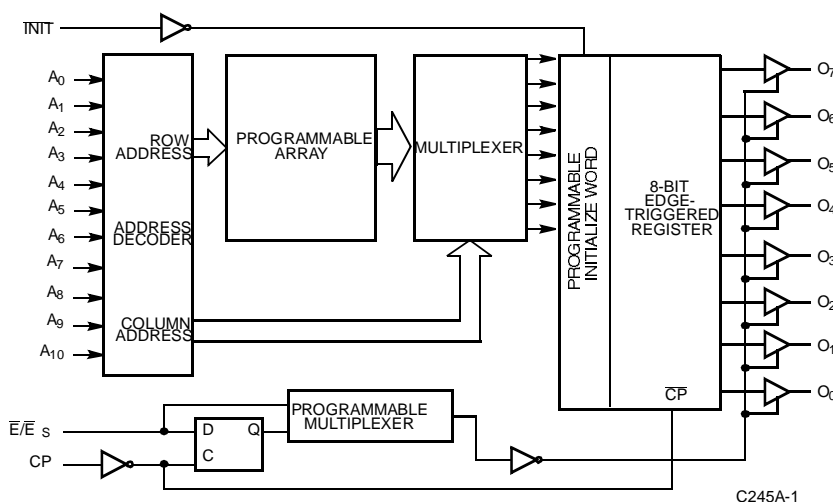 INIT
A0
A1
A2
A3
A4
A5
A6
A7
A8
A9
A10
ROW
ADDRESS
ADDRESS
DECODER
COLUMN
ADDRESS
PROGRAMMABLE
ARRAY
MULTIPLEXER
PROGRAMMABLE
INITIALIZE WORD
8-BIT
EDGE-
TRIGGERED
REGISTER
CP
O7
O6
O5
O4
O3
O2
O1
O0
E/E S
CP
D
Q
C
PROGRAMMABLE
MULTIPLEXER
C245A-1